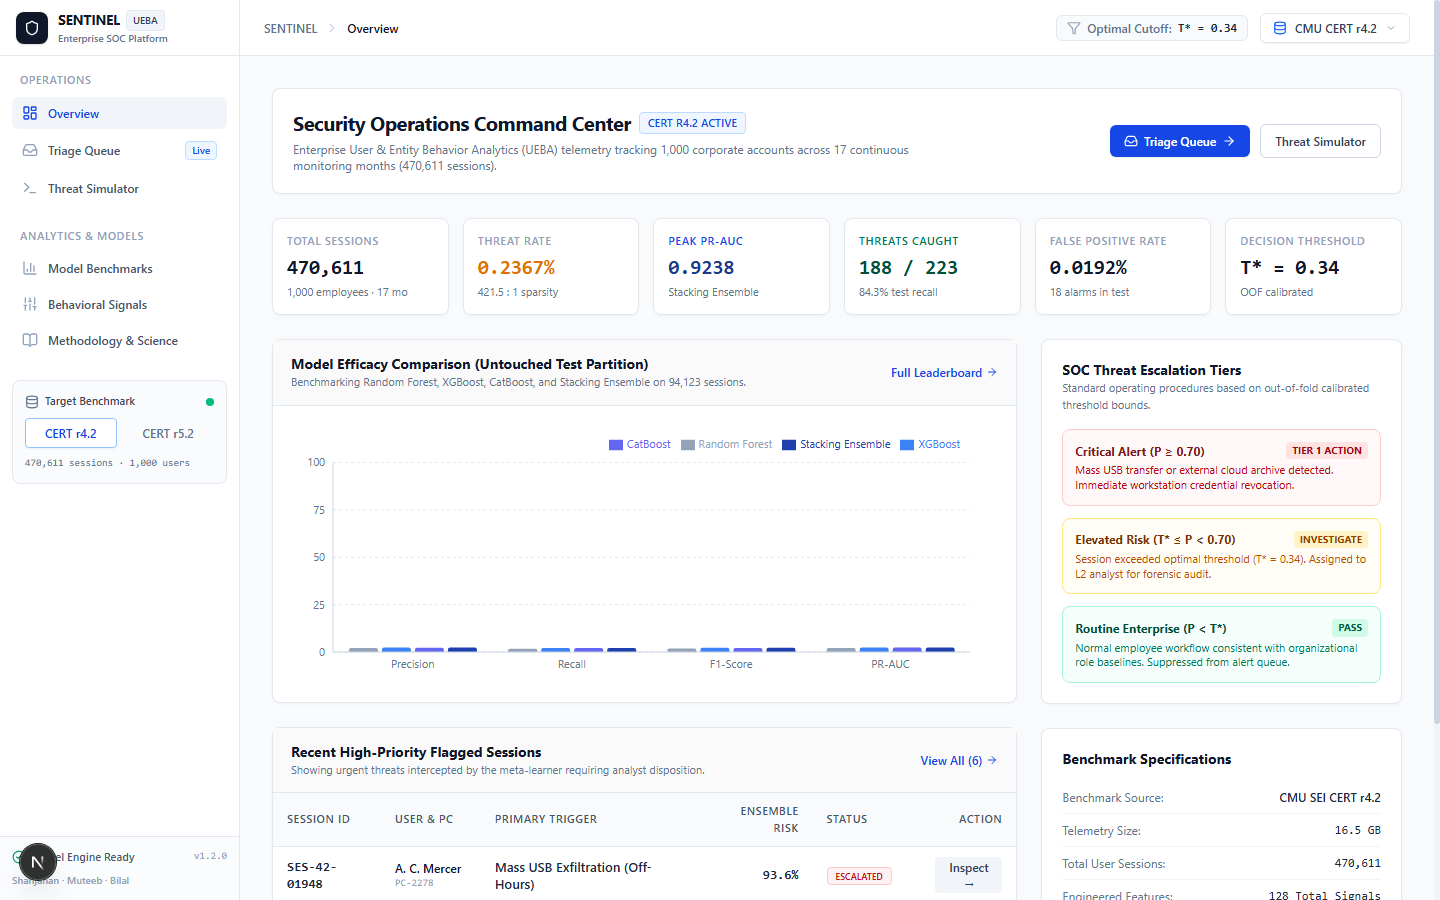 SENTINEL UEBA
Enterprise SOC Platform
OPERATIONS
Overview
Triage Queue Live
Threat Simulator
ANALYTICS & MODELS
Model Benchmarks
Behavioral Signals
Methodology & Science
Target Benchmark
CERT r4.2 CERT r5.2
470,611 sessions · 1,000 users
Engine Ready v1.2.0
· Muteeb · Bilal
SENTINEL Overview
Optimal Cutoff: T* = 0.34
CMU CERT r4.2
Security Operations Command Center CERT R4.2 ACTIVE
Enterprise User & Entity Behavior Analytics (UEBA) telemetry tracking 1,000 corporate accounts across 17 continuous
monitoring months (470,611 sessions).
Triage Queue →
Threat Simulator
TOTAL SESSIONS
470,611
1,000 employees · 17 mo
THREAT RATE
0.2367%
421.5 : 1 sparsity
PEAK PR-AUC
0.9238
Stacking Ensemble
THREATS CAUGHT
188 / 223
84.3% test recall
FALSE POSITIVE RATE
0.0192%
18 alarms in test
DECISION THRESHOLD
T* = 0.34
OOF calibrated
Model Efficacy Comparison (Untouched Test Partition)
Benchmarking Random Forest, XGBoost, CatBoost, and Stacking Ensemble on 94,123 sessions.
Full Leaderboard →
CatBoost Random Forest Stacking Ensemble XGBoost
100
75
50
25
0
Precision Recall F1-Score PR-AUC
SOC Threat Escalation Tiers
Standard operating procedures based on out-of-fold calibrated
threshold bounds.
Critical Alert (P ≥ 0.70) TIER 1 ACTION
Mass USB transfer or external cloud archive detected.
Immediate workstation credential revocation.
Elevated Risk (T* ≤ P < 0.70) INVESTIGATE
Session exceeded optimal threshold (T* = 0.34). Assigned to
L2 analyst for forensic audit.
Routine Enterprise (P < T*) PASS
Normal employee workflow consistent with organizational
role baselines. Suppressed from alert queue.
Recent High-Priority Flagged Sessions
Showing urgent threats intercepted by the meta-learner requiring analyst disposition.
View All (6) →
SESSION ID USER & PC PRIMARY TRIGGER ENSEMBLE RISK STATUS ACTION
SES-42-01948
A. C. Mercer
PC-2278
Mass USB Exfiltration (Off-Hours)
93.6%
ESCALATED
Inspect →
Benchmark Specifications
Benchmark Source: CMU SEI CERT r4.2
Telemetry Size: 16.5 GB
Total User Sessions: 470,611
Engineered Features: 128 Total Signals